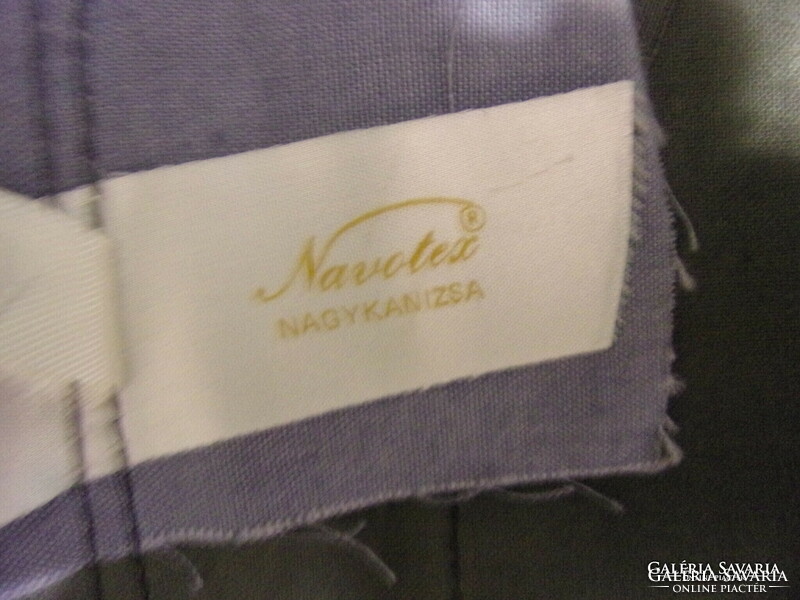 Navotex ®
NAGYKANIZSA
GALÉRIA SAVARIA
ONLINE PIACTÉR